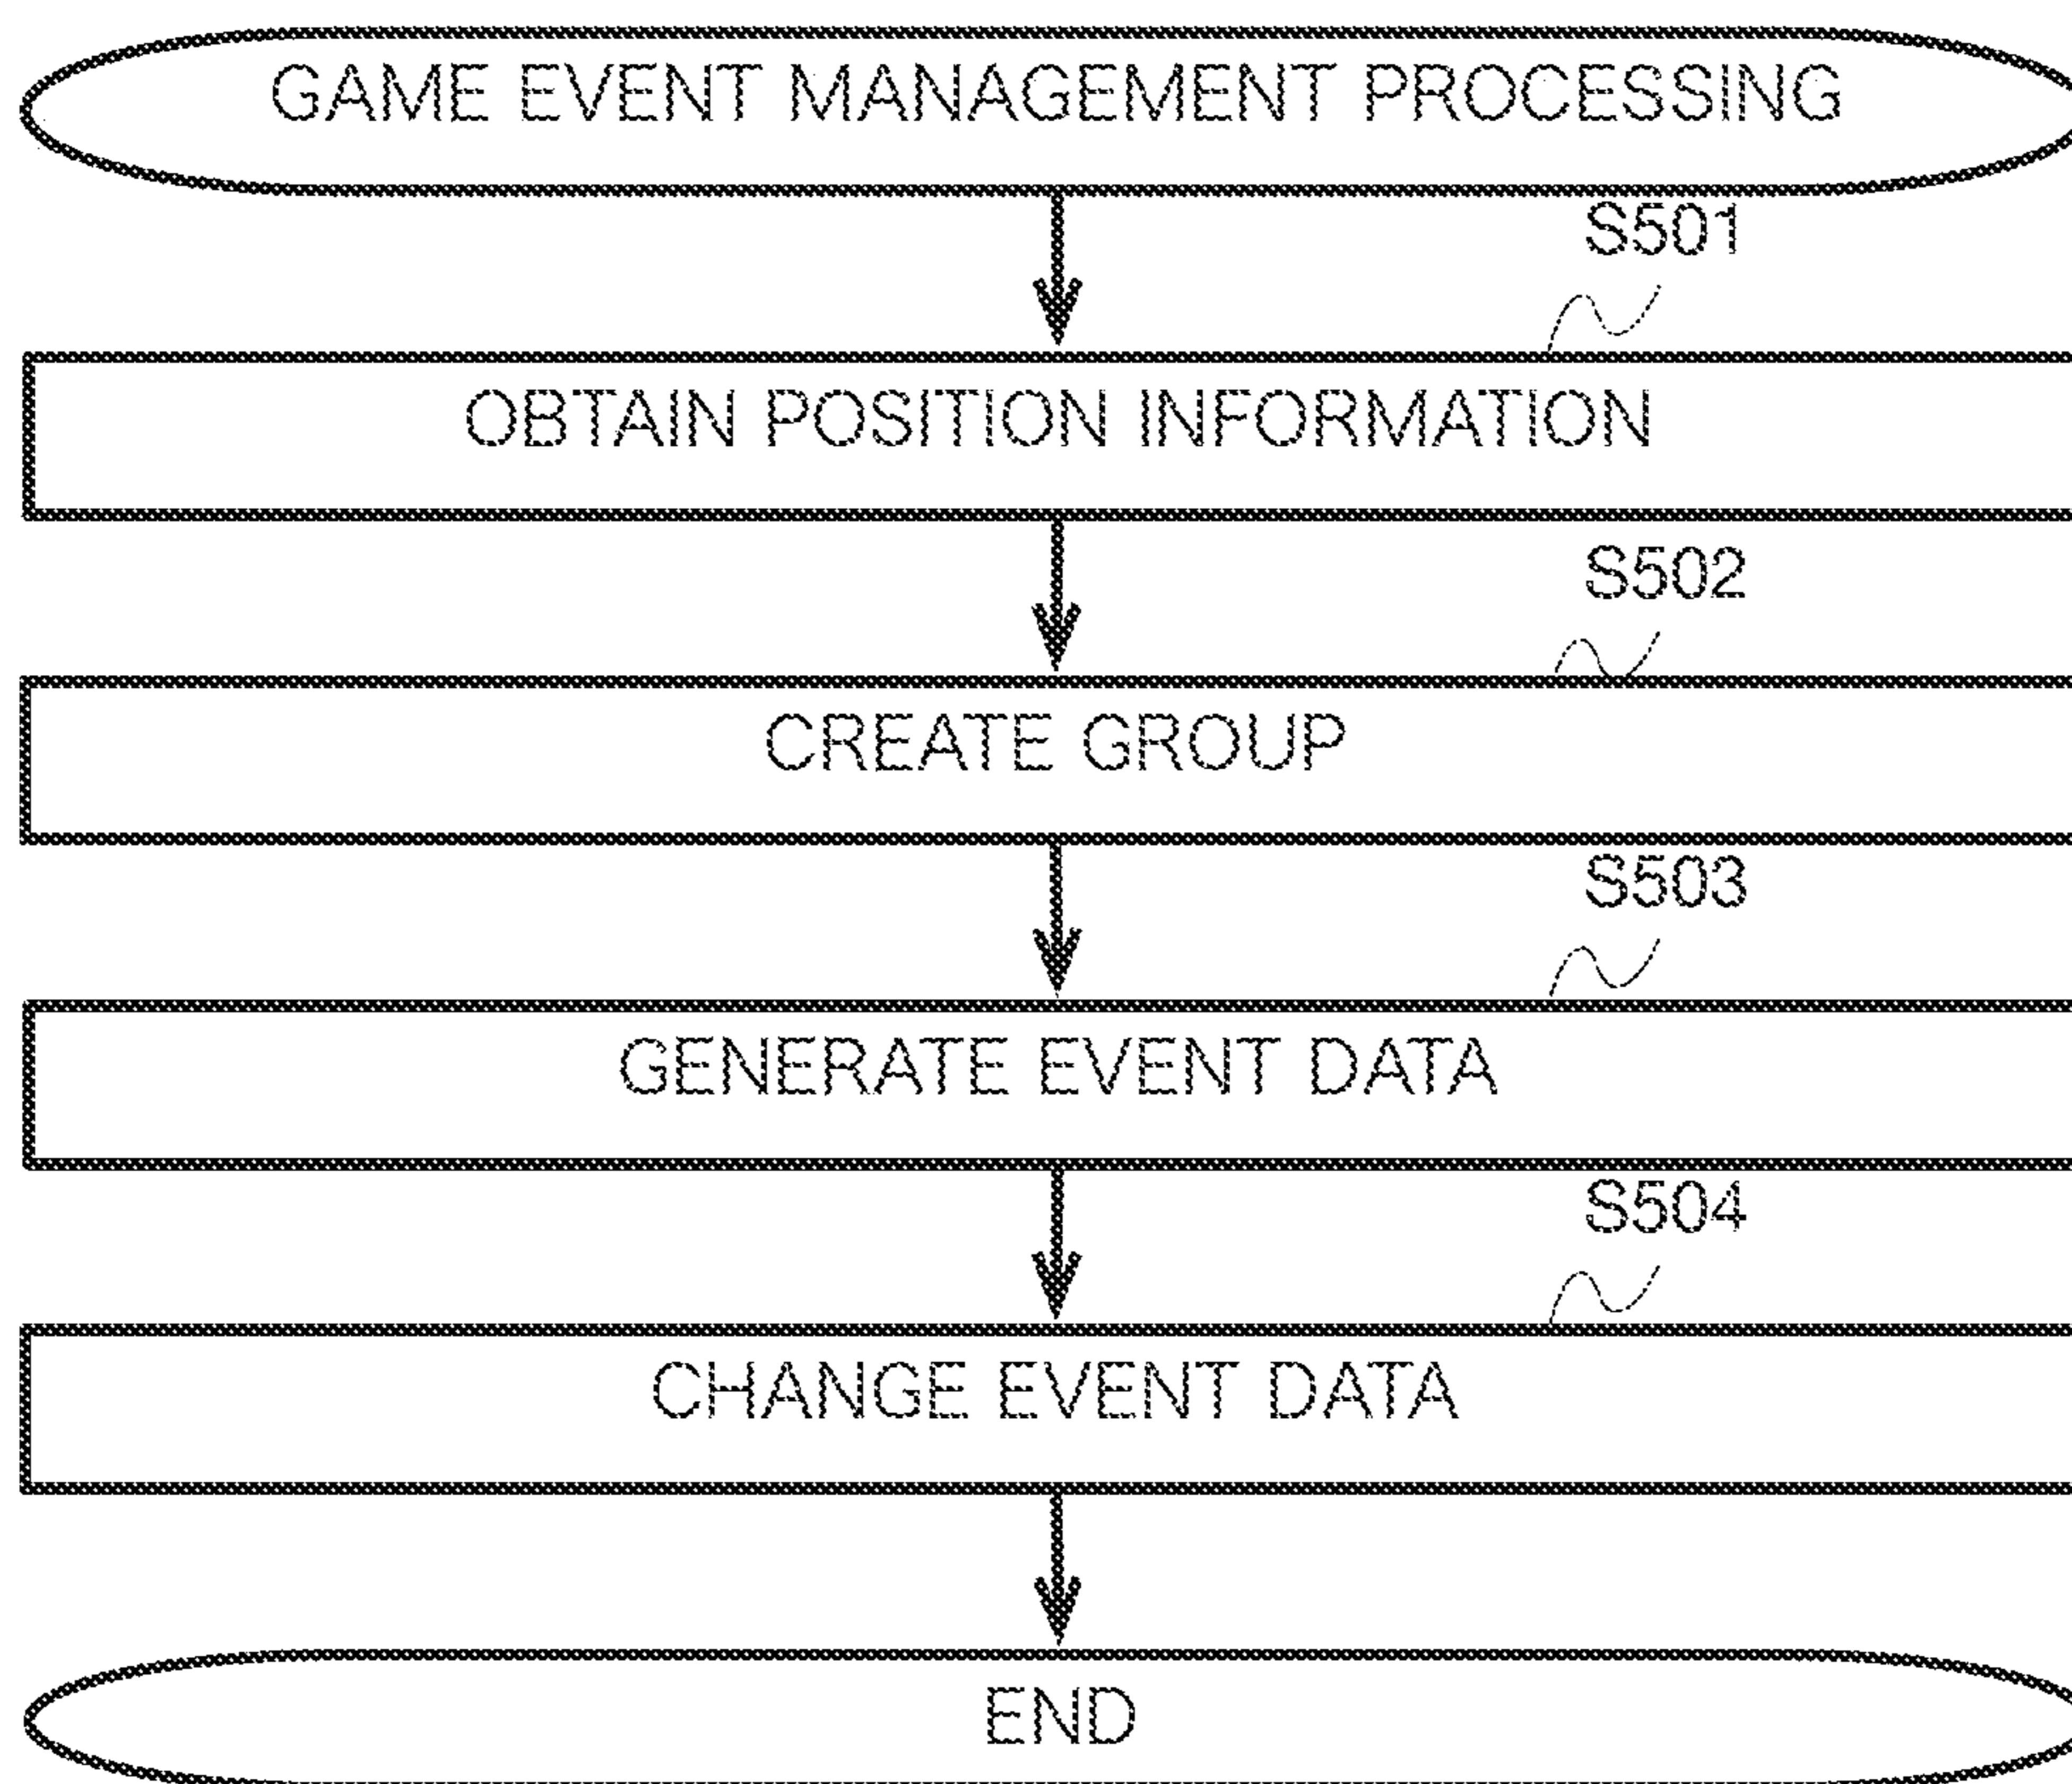 GAME EVENT MANAGEMENT PROCESSING
S501
OBTAIN POSITION INFORMATION
S502
CREATE GROUP
S503
GENERATE EVENT DATA
S504
CHANGE EVENT DATA
END